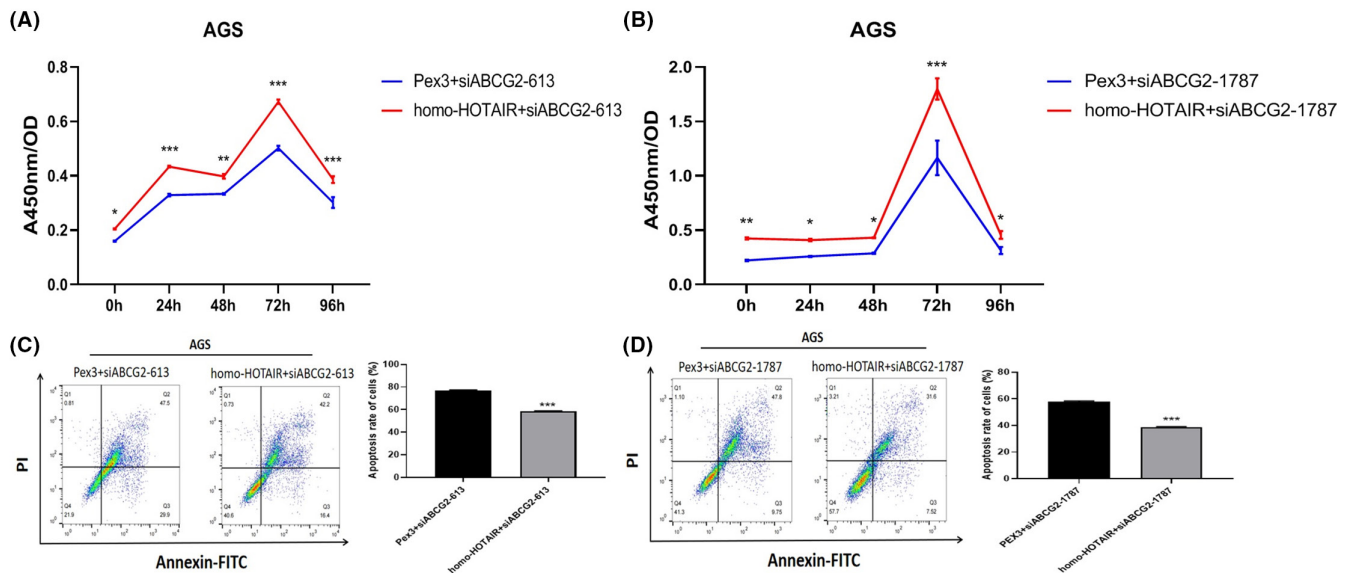 (A)
AGS
A450nm/OD
0.8
0.6
0.4
0.2
0.0
*
***
**
***
***
0h 24h 48h 72h 96h
Pex3+siABCG2-613
homo-HOTAIR+siABCG2-613
(B)
AGS
A450nm/OD
2.0
1.5
1.0
0.5
0.0
**
*
*
***
*
0h 24h 48h 72h 96h
Pex3+siABCG2-1787
homo-HOTAIR+siABCG2-1787
(C)
AGS
Pex3+siABCG2-613 homo-HOTAIR+siABCG2-613
PI
Q1
0.81
Q2
47.5
Q4
21.9
Q3
29.9
Q1
0.73
Q2
42.2
Q4
40.6
Q3
16.4
Annexin-FITC
Apoptosis rate of cells (%)
100
80
60
40
20
0
***
Pex3+siABCG2-613
homo-HOTAIR+siABCG2-613
(D)
AGS
Pex3+siABCG2-1787 homo-HOTAIR+siABCG2-1787
PI
Q1
1.10
Q2
47.8
Q4
41.3
Q3
9.75
Q1
3.21
Q2
31.6
Q4
57.7
Q3
7.52
Annexin-FITC
Apoptosis rate of cells (%)
80
60
40
20
0
***
PEX3+siABCG2-1787
homo-HOTAIR+siABCG2-1787